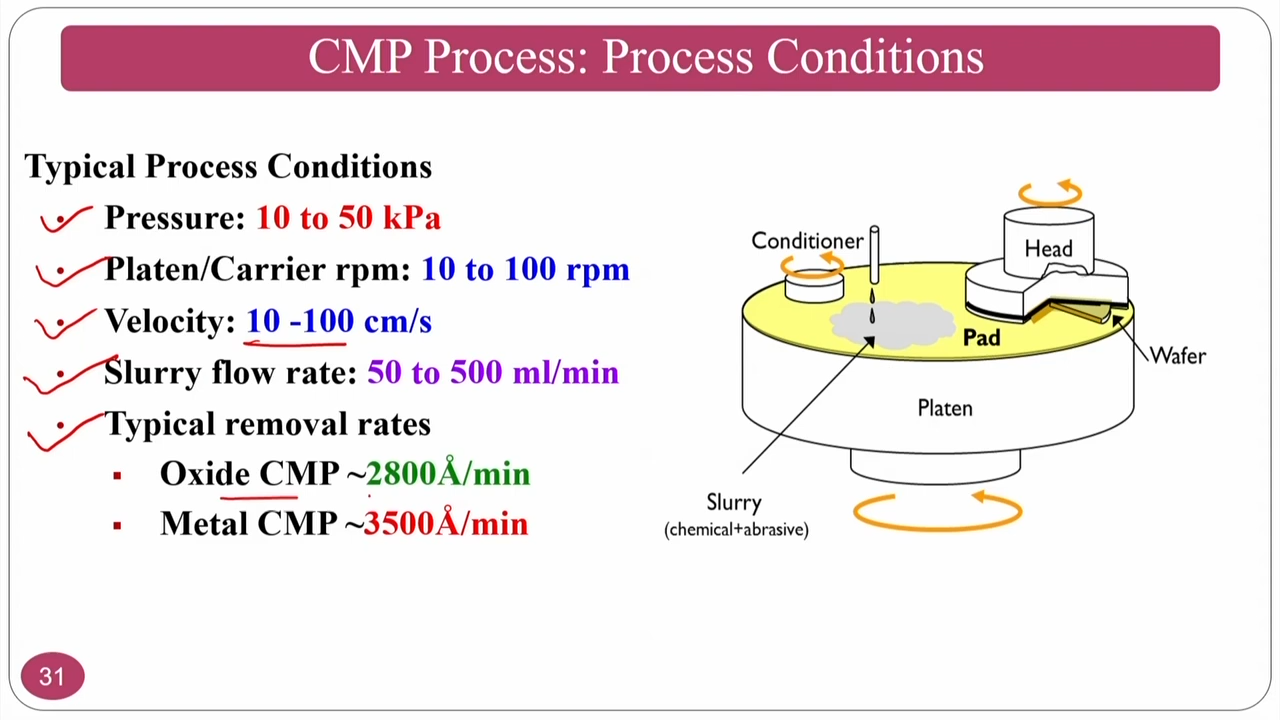 CMP Process: Process Conditions
Typical Process Conditions
• Pressure: 10 to 50 kPa
• Platen/Carrier rpm: 10 to 100 rpm
• Velocity: 10 -100 cm/s
• Slurry flow rate: 50 to 500 ml/min
• Typical removal rates
▪ Oxide CMP ~2800Å/min
▪ Metal CMP ~3500Å/min
Conditioner
Head
Pad
Wafer
Platen
Slurry
(chemical+abrasive)
31